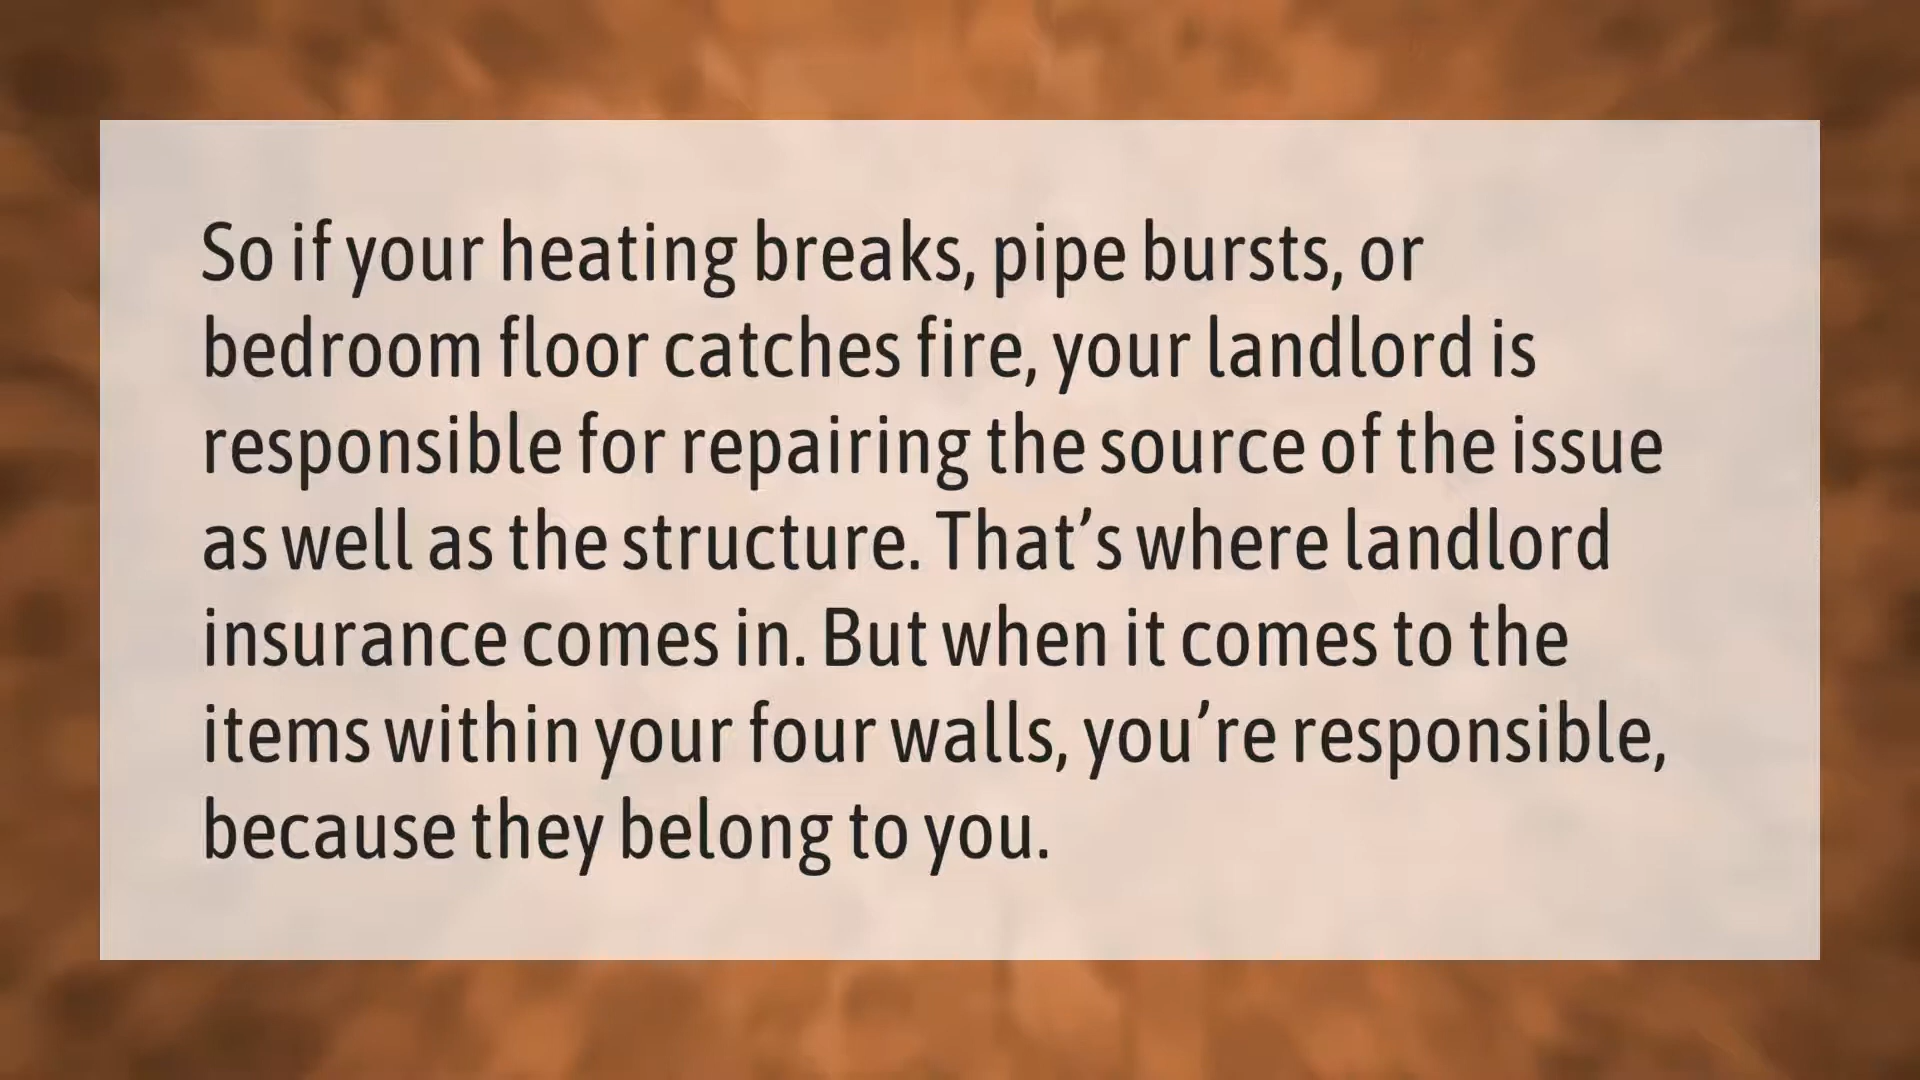 So if your heating breaks, pipe bursts, or
bedroom floor catches fire, your landlord is
responsible for repairing the source of the issue
as well as the structure. That’s where landlord
insurance comes in. But when it comes to the
items within your four walls, you’re responsible,
because they belong to you.